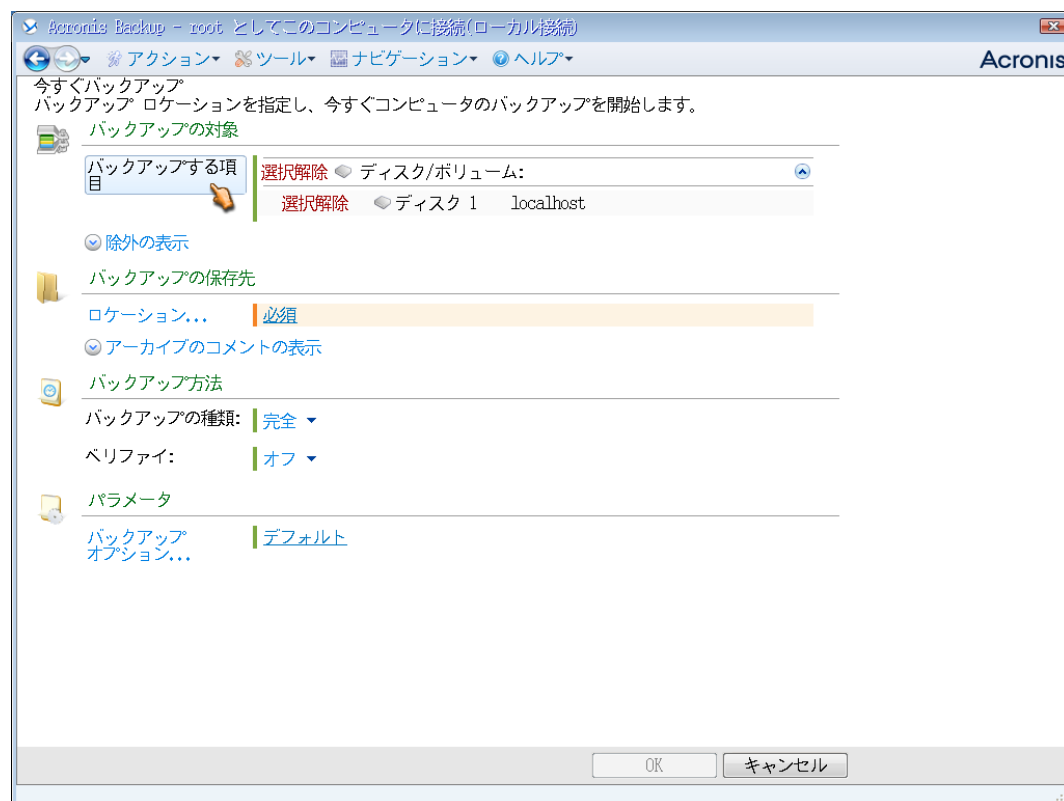 Acronis Backup - root としてこのコンピュータに接続(ローカル接続)
アクション ツール ナビゲーション ヘルプ Acronis
今すぐバックアップ
バックアップ ロケーションを指定し、今すぐコンピュータのバックアップを開始します。
バックアップの対象
バックアップする項
目
選択解除 ディスク/ボリューム:
選択解除 ディスク 1 localhost
除外の表示
バックアップの保存先
ロケーション... 必須
アーカイブのコメントの表示
バックアップ方法
バックアップの種類: 完全
ベリファイ: オフ
パラメータ
バックアップ
オプション...
デフォルト
OK キャンセル